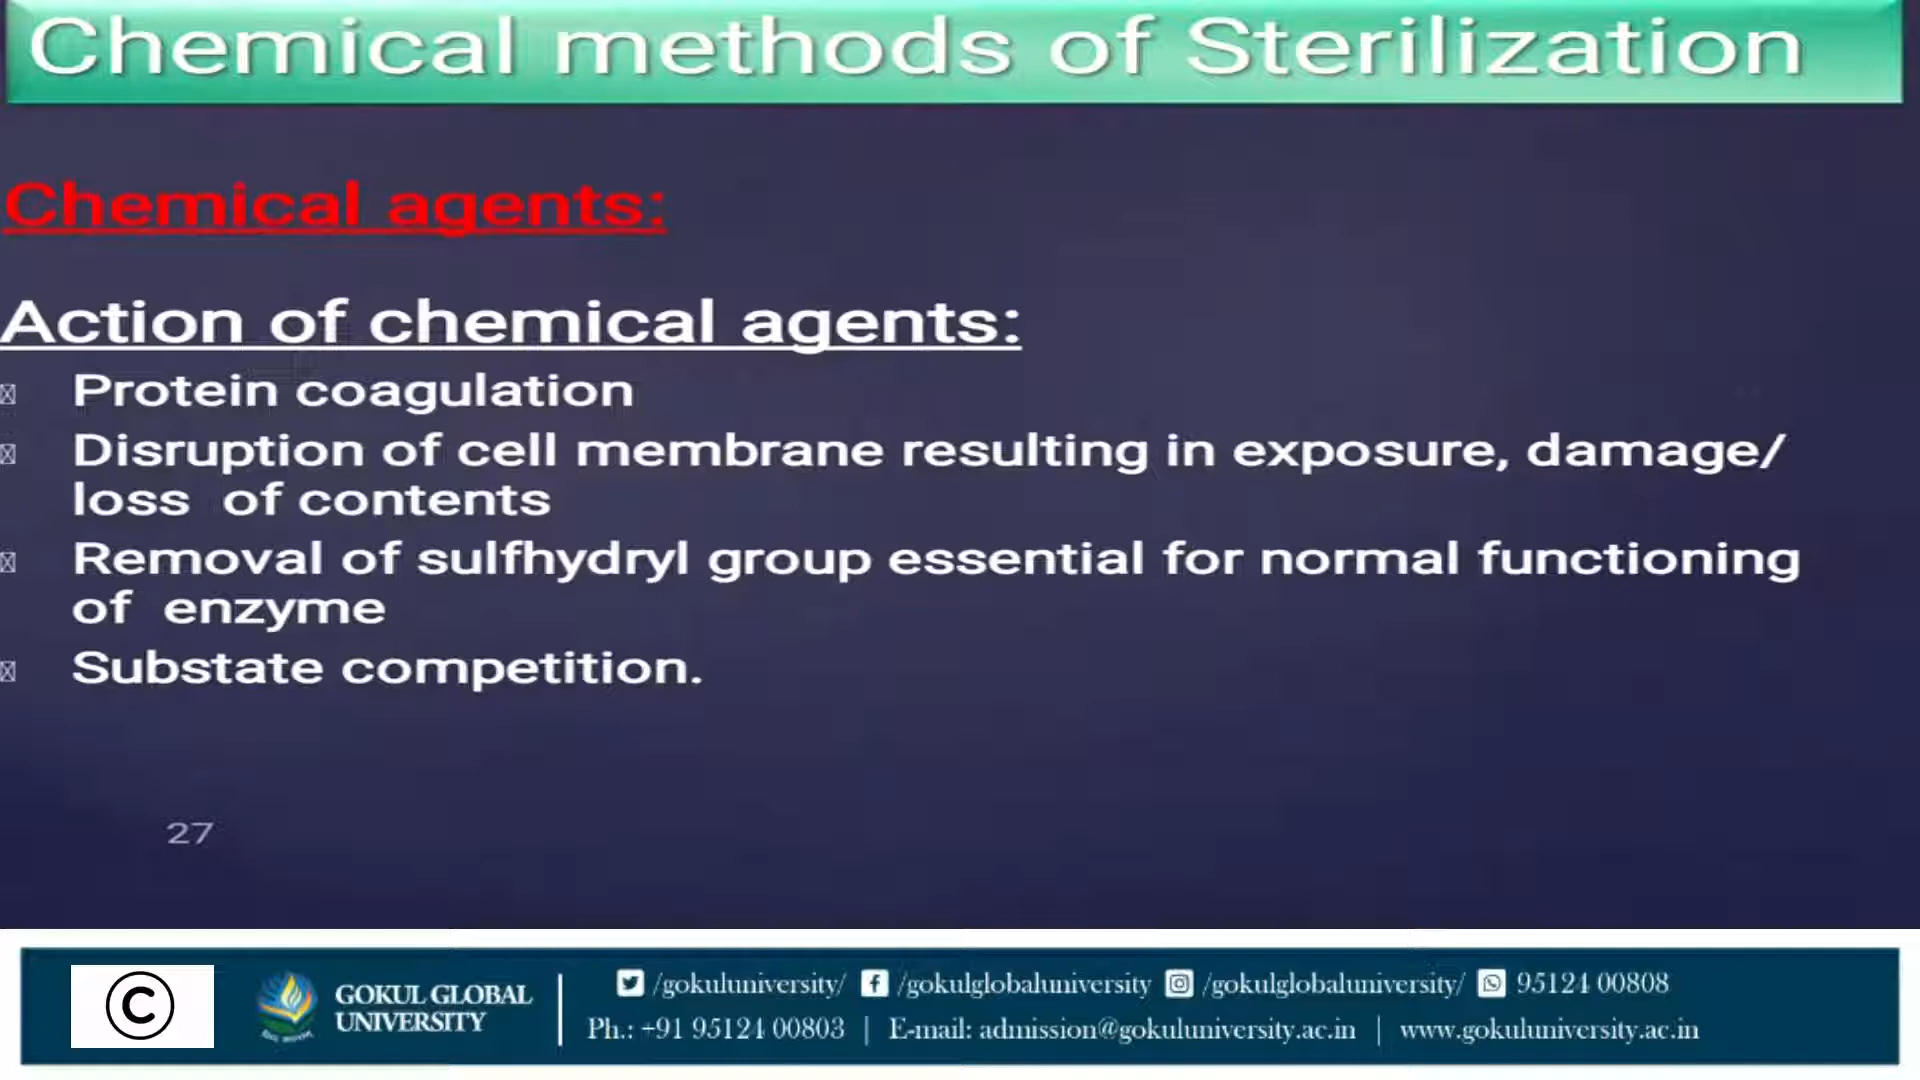 Chemical methods of Sterilization
Chemical agents:
Action of chemical agents:
Protein coagulation
Disruption of cell membrane resulting in exposure, damage/
loss of contents
Removal of sulfhydryl group essential for normal functioning
of enzyme
Substate competition.
27
©
GOKUL GLOBAL
UNIVERSITY
/gokuluniversity/ /gokulglobaluniversity /gokulglobaluniversity/ 95124 00808
Ph.: +91 95124 00803 | E-mail: admission@gokuluniversity.ac.in | www.gokuluniversity.ac.in